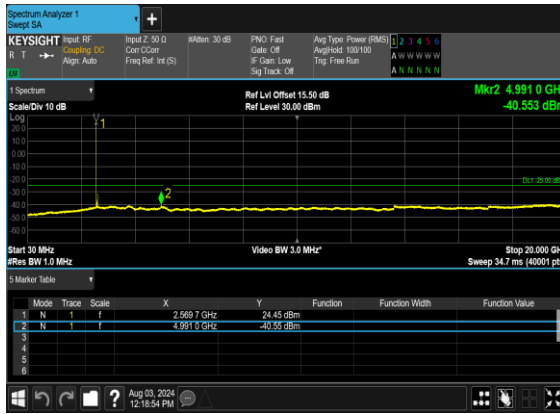 Spectrum Analyzer 1
Swept SA
+
KEYSIGHT Input: RF Input Z: 50 Ω #Atten: 30 dB PNO: Fast Avg Type: Power (RMS) 1 2 3 4 5 6
R T Coupling: DC Corr CCorr Gate: Off Avg|Hold: 100/100 A W W W W W
Align: Auto Freq Ref: Int (S) IF Gain: Low Trig: Free Run
Sig Track: Off A N N N N N
1 Spectrum Ref Lvl Offset 15.50 dB Mkr2 4.991 0 GH
Scale/Div 10 dB Ref Level 30.00 dBm -40.553 dB
Log
20.0
10.0
0.00
-10.0
-20.0
-30.0
-40.0
-50.0
-60.0
1
2
DL1 -25.00 dB
Start 30 MHz Video BW 3.0 MHz* Stop 20.000 GH
#Res BW 1.0 MHz Sweep 34.7 ms (40001 pt
5 Marker Table
Mode Trace Scale X Y Function Function Width Function Value
1 N 1 f 2.569 7 GHz 24.45 dBm
2 N 1 f 4.991 0 GHz -40.55 dBm
3
4
5
6
? Aug 03, 2024
12:18:54 PM